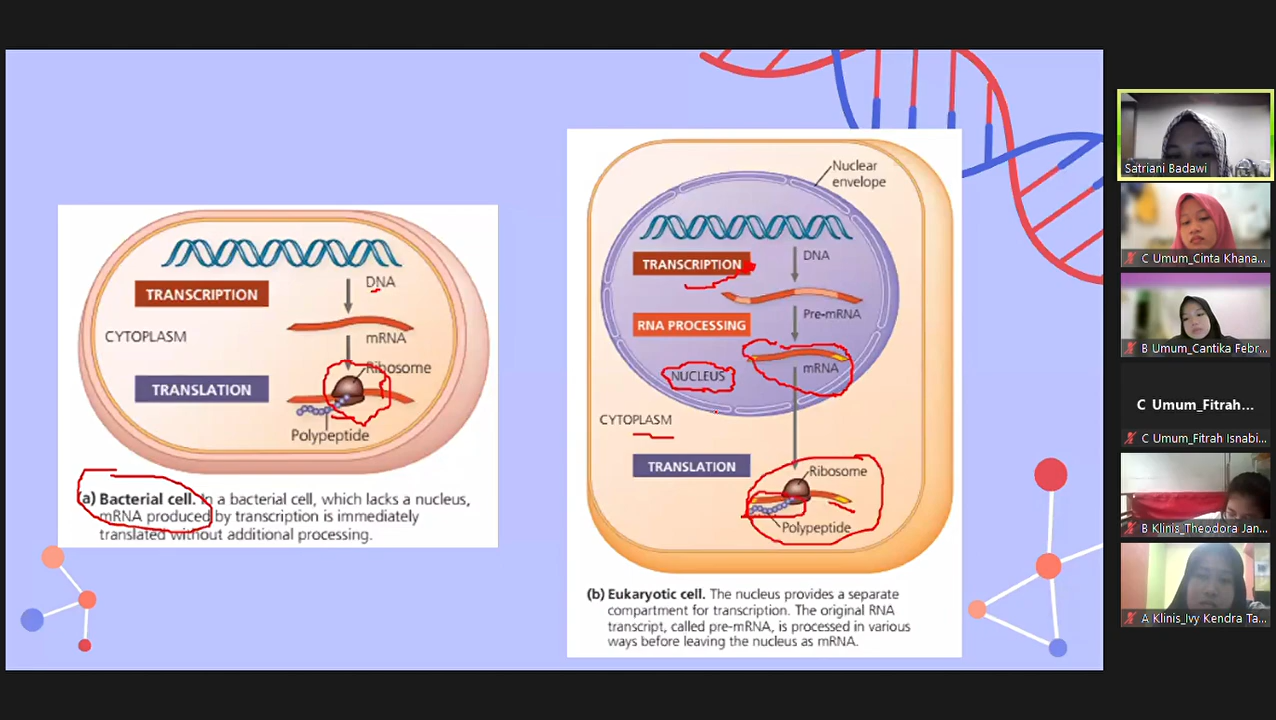 TRANSCRIPTION
DNA
CYTOPLASM
mRNA
Ribosome
TRANSLATION
Polypeptide
(a) Bacterial cell. In a bacterial cell, which lacks a nucleus,
mRNA produced by transcription is immediately
translated without additional processing.
Nuclear
envelope
TRANSCRIPTION
DNA
Pre-mRNA
RNA PROCESSING
mRNA
NUCLEUS
CYTOPLASM
TRANSLATION
Ribosome
Polypeptide
(b) Eukaryotic cell. The nucleus provides a separate
compartment for transcription. The original RNA
transcript, called pre-mRNA, is processed in various
ways before leaving the nucleus as mRNA.
Satriani Badawi
C Umum_Cinta Khana...
B Umum_Cantika Febr...
C Umum_Fitrah...
C Umum_Fitrah Isnabi...
B Klinis_Theodora Jan...
A Klinis_Ivy Kendra Ta...